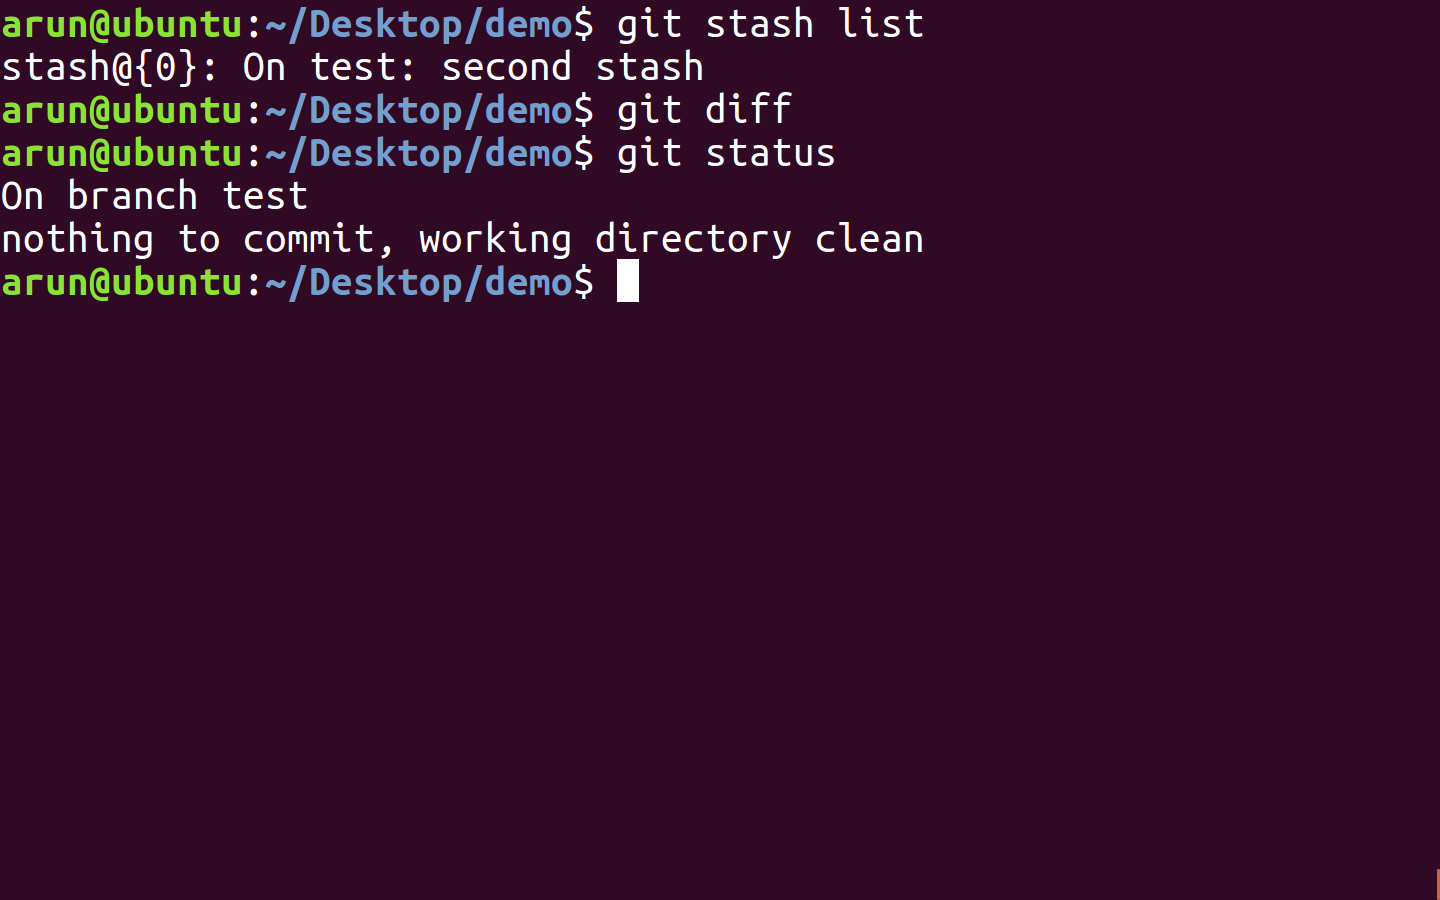 arun@ubuntu:~/Desktop/demo$ git stash list
stash@{0}: On test: second stash
arun@ubuntu:~/Desktop/demo$ git diff
arun@ubuntu:~/Desktop/demo$ git status
On branch test
nothing to commit, working directory clean
arun@ubuntu:~/Desktop/demo$